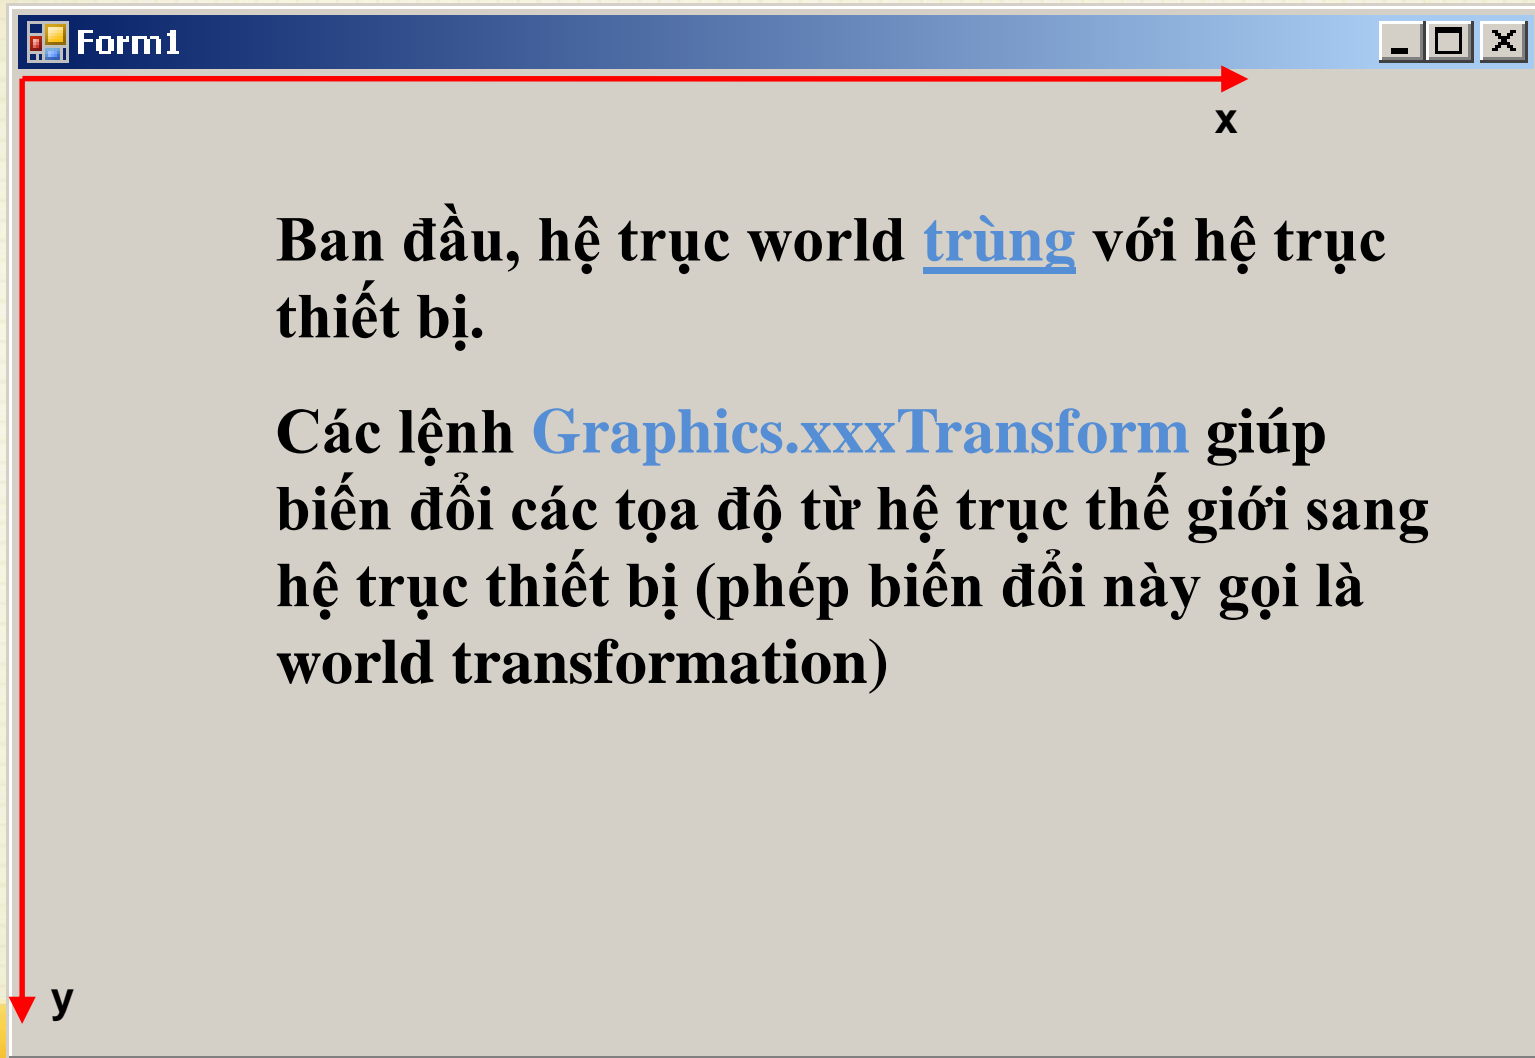 Form1
x
Ban đầu, hệ trục world trùng với hệ trục
thiết bị.
Các lệnh Graphics.xxxTransform giúp
biến đổi các tọa độ từ hệ trục thế giới sang
hệ trục thiết bị (phép biến đổi này gọi là
world transformation)
y